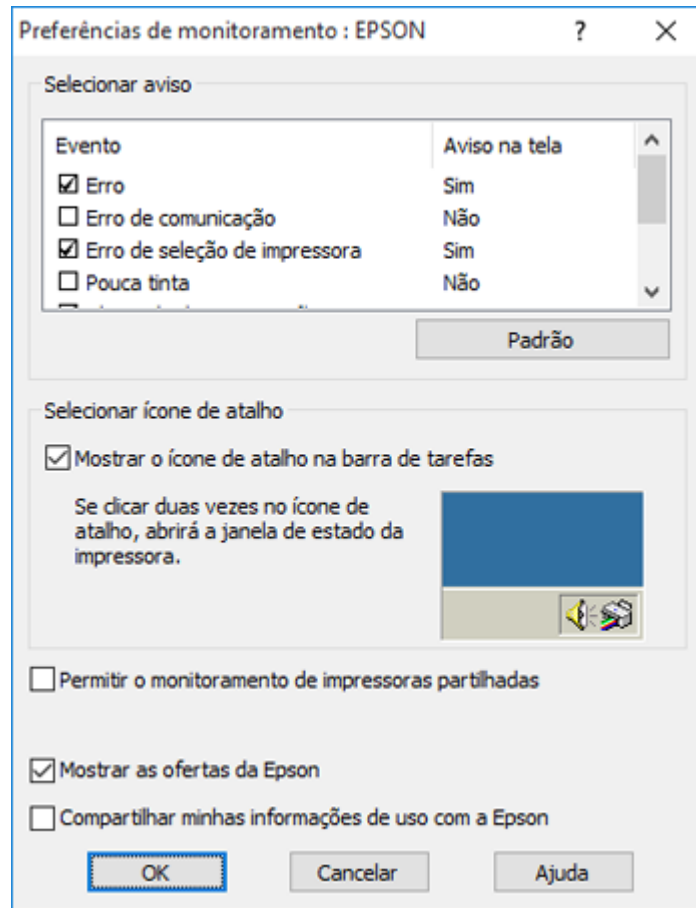 Preferências de monitoramento : EPSON ?
Selecionar aviso
Evento Aviso na tela
Erro Sim
Erro de comunicação Não
Erro de seleção de impressora Sim
Pouca tinta Não
Padrão
Selecionar ícone de atalho
Mostrar o ícone de atalho na barra de tarefas
Se clicar duas vezes no ícone de
atalho, abrirá a janela de estado da
impressora.
Permitir o monitoramento de impressoras partilhadas
Mostrar as ofertas da Epson
Compartilhar minhas informações de uso com a Epson
OK Cancelar Ajuda